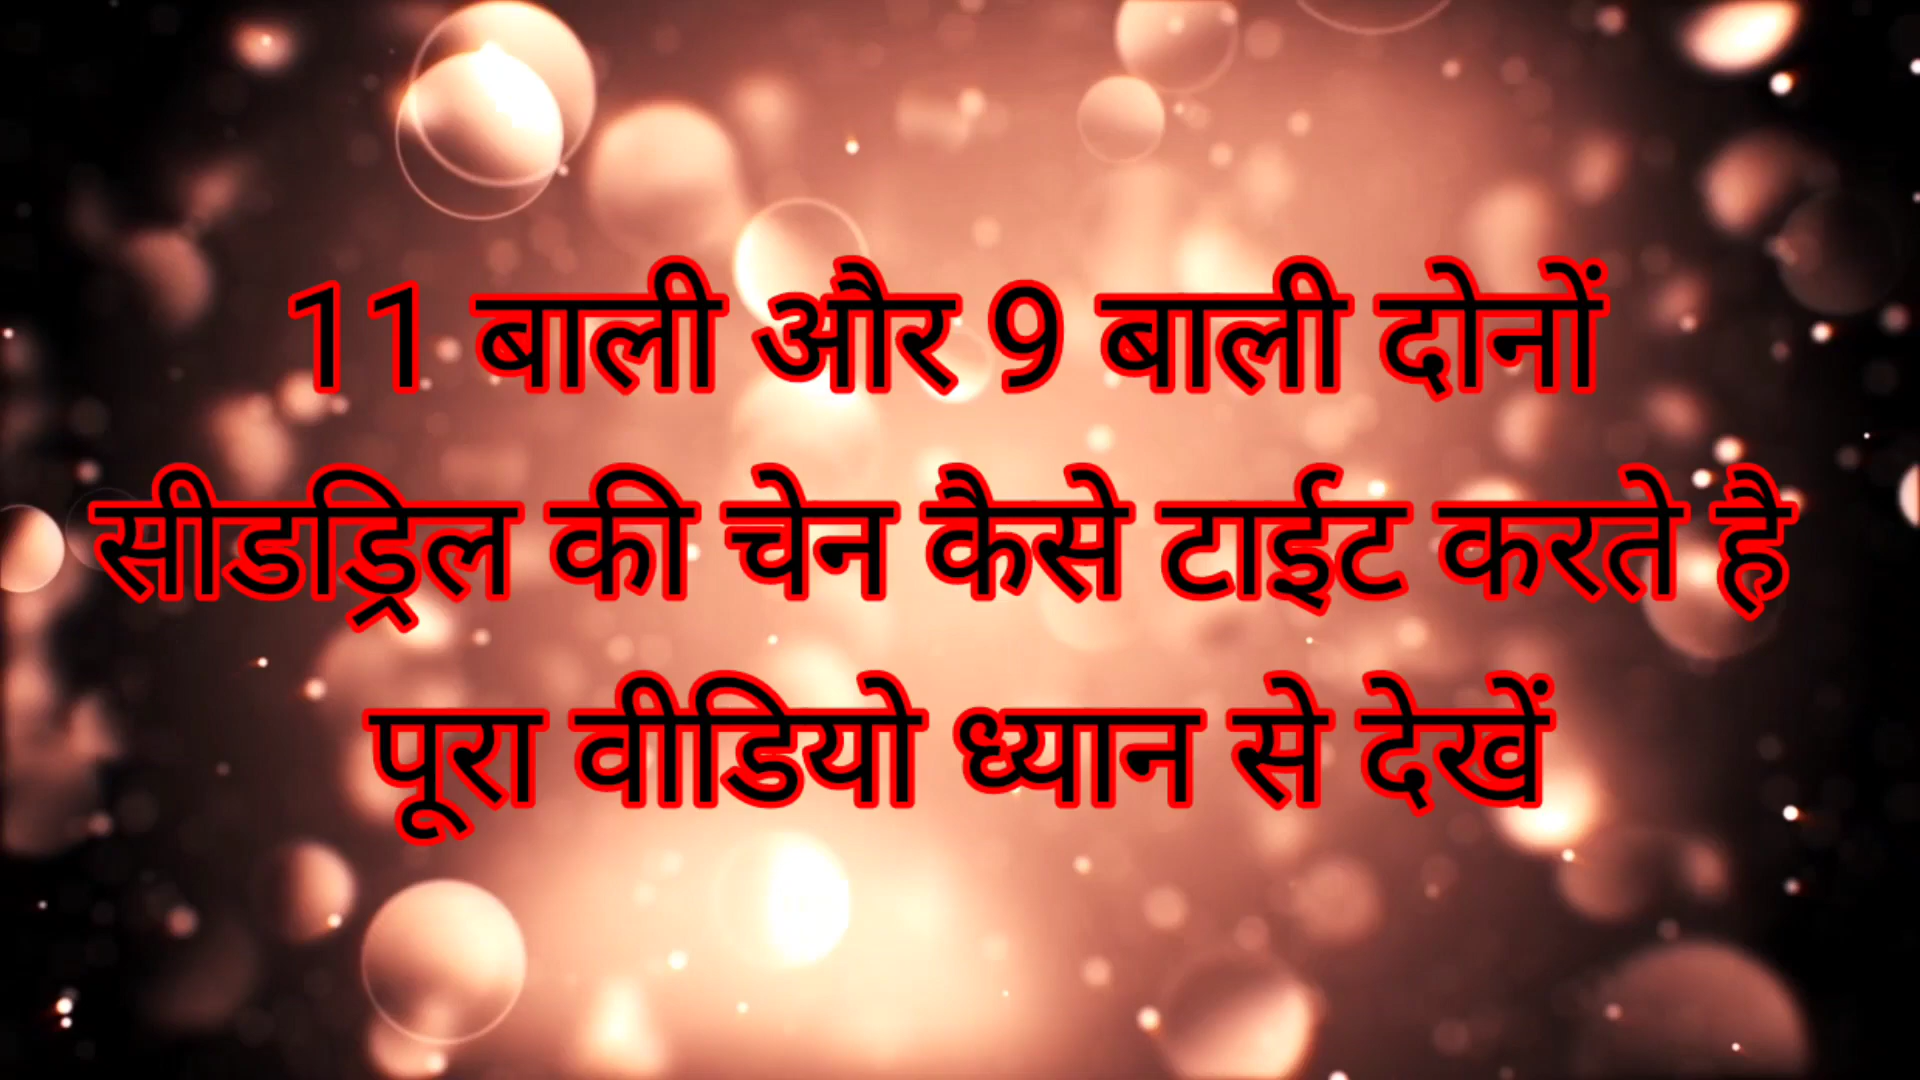 11 बाली और 9 बाली दोनों
सीडड्रिल की चेन कैसे टाईट करते है
पूरा वीडियो ध्यान से देखें